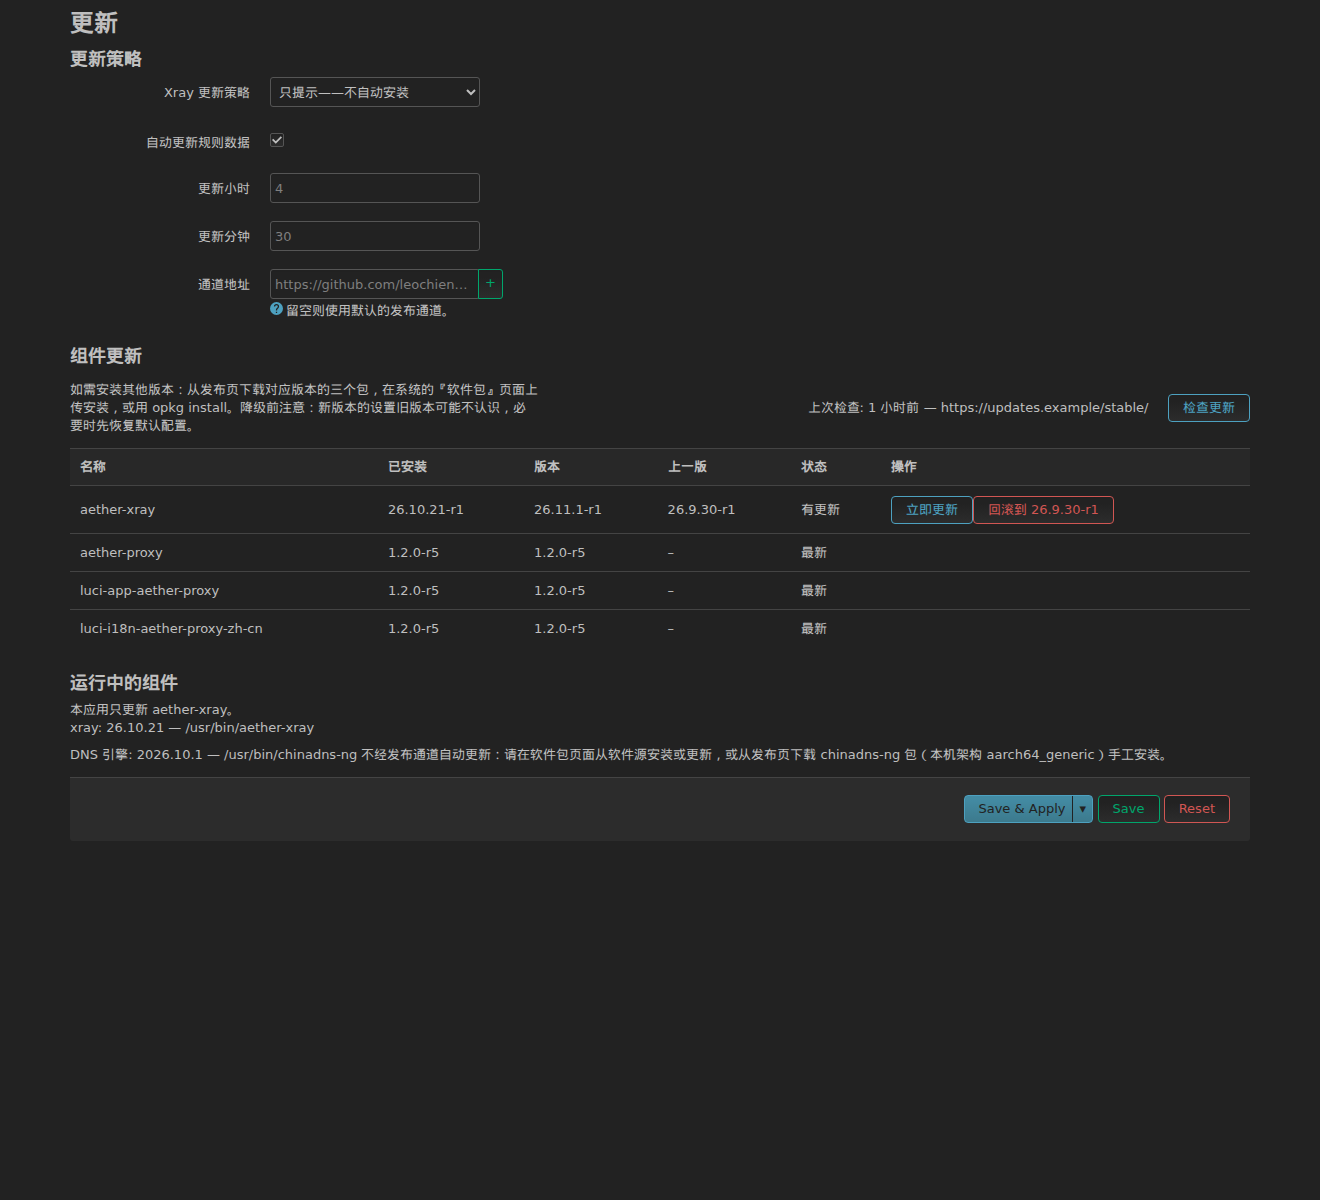 更新
更新策略
Xray 更新策略
只提示——不自动安装
自动更新规则数据
更新小时
4
更新分钟
30
通道地址
https://github.com/leochien…
+
留空则使用默认的发布通道。
组件更新
如需安装其他版本：从发布页下载对应版本的三个包，在系统的『软件包』页面上
传安装，或用 opkg install。降级前注意：新版本的设置旧版本可能不认识，必
要时先恢复默认配置。
上次检查: 1 小时前 — https://updates.example/stable/
检查更新
名称 已安装 版本 上一版 状态 操作
aether-xray 26.10.21-r1 26.11.1-r1 26.9.30-r1 有更新 立即更新 回滚到 26.9.30-r1
aether-proxy 1.2.0-r5 1.2.0-r5 – 最新
luci-app-aether-proxy 1.2.0-r5 1.2.0-r5 – 最新
luci-i18n-aether-proxy-zh-cn 1.2.0-r5 1.2.0-r5 – 最新
运行中的组件
本应用只更新 aether-xray。
xray: 26.10.21 — /usr/bin/aether-xray
DNS 引擎: 2026.10.1 — /usr/bin/chinadns-ng 不经发布通道自动更新：请在软件包页面从软件源安装或更新，或从发布页下载 chinadns-ng 包（本机架构 aarch64_generic）手工安装。
Save & Apply ▾ Save Reset